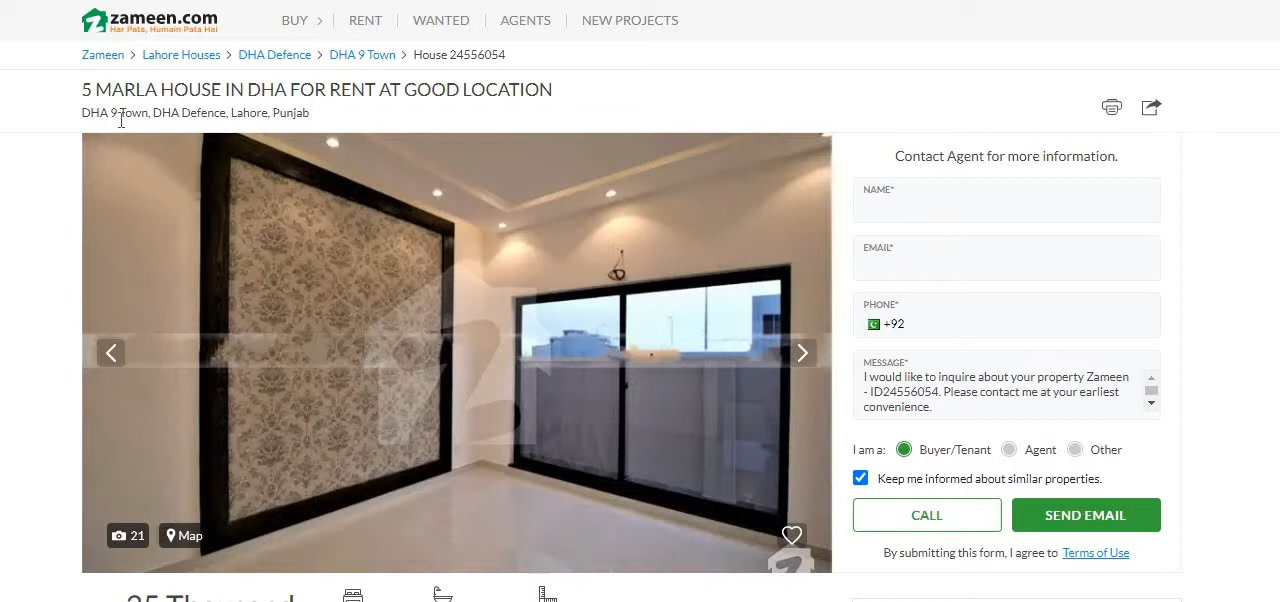 zameen.com
Har Pata, Humain Pata Hai
BUY > RENT WANTED AGENTS NEW PROJECTS
Zameen > Lahore Houses > DHA Defence > DHA 9 Town > House 24556054
5 MARLA HOUSE IN DHA FOR RENT AT GOOD LOCATION
DHA 9 Town, DHA Defence, Lahore, Punjab
Contact Agent for more information.
NAME*
EMAIL*
PHONE*
+92
MESSAGE*
I would like to inquire about your property Zameen
- ID24556054. Please contact me at your earliest
convenience.
I am a: Buyer/Tenant Agent Other
Keep me informed about similar properties.
CALL SEND EMAIL
By submitting this form, I agree to Terms of Use
21 Map